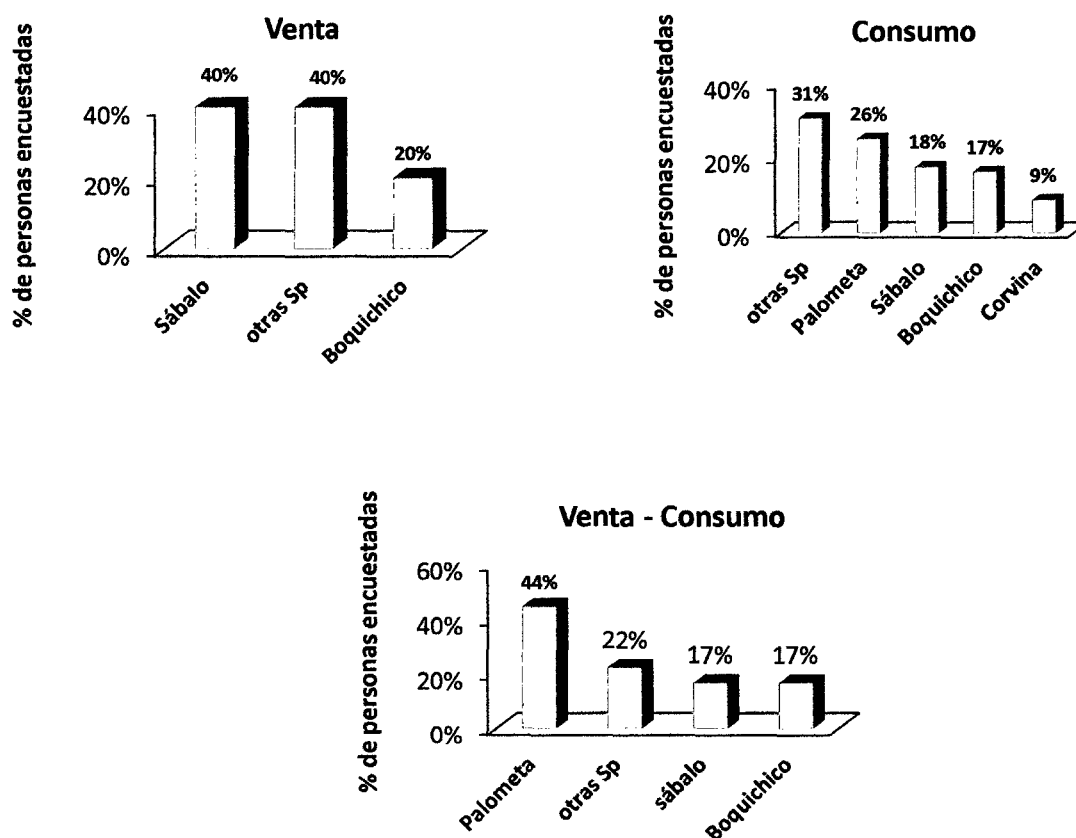 Venta
% de personas encuestadas
40%
20%
0%
40%
40%
20%
Sábalo
otras Sp
Boquichico
Consumo
% de personas encuestadas
40%
20%
0%
31%
26%
18%
17%
9%
otras Sp
Palometa
Sábalo
Boquichico
Corvina
Venta - Consumo
% de personas encuestadas
60%
40%
20%
0%
44%
22%
17%
17%
Palometa
otras Sp
sábalo
Boquichico